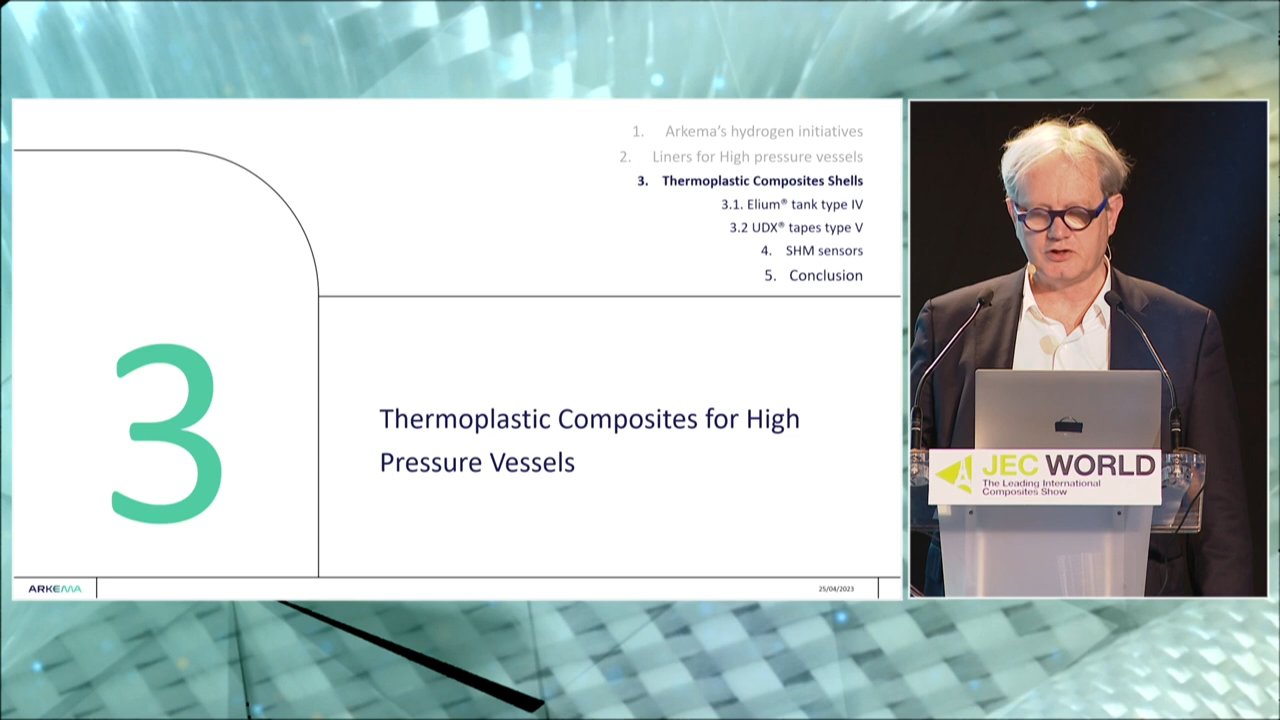 1. Arkema's hydrogen initiatives
2. Liners for High pressure vessels
3. Thermoplastic Composites Shells
3.1. Elium® tank type IV
3.2 UDX® tapes type V
4. SHM sensors
5. Conclusion
3
Thermoplastic Composites for High
Pressure Vessels
ARKEMA
25/04/2023
JEC WORLD
The Leading International
Composites Show